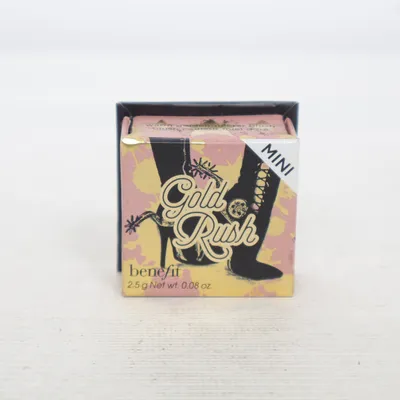 MINI
Gold
Rush
benefit
2.5 g Net wt. 0.08 oz.